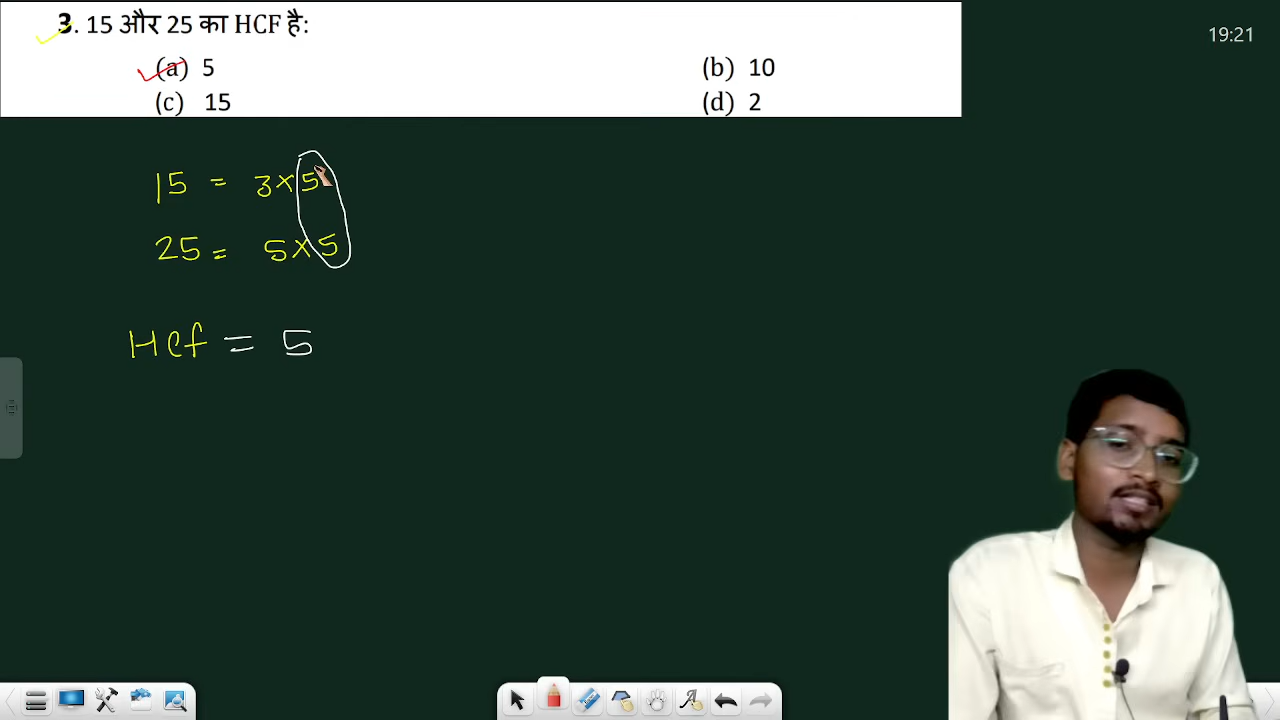 3. 15 और 25 का HCF है:
19:21
(a) 5
(b) 10
(c) 15
(d) 2
15 = 3×5
25 = 5×5
Hcf = 5